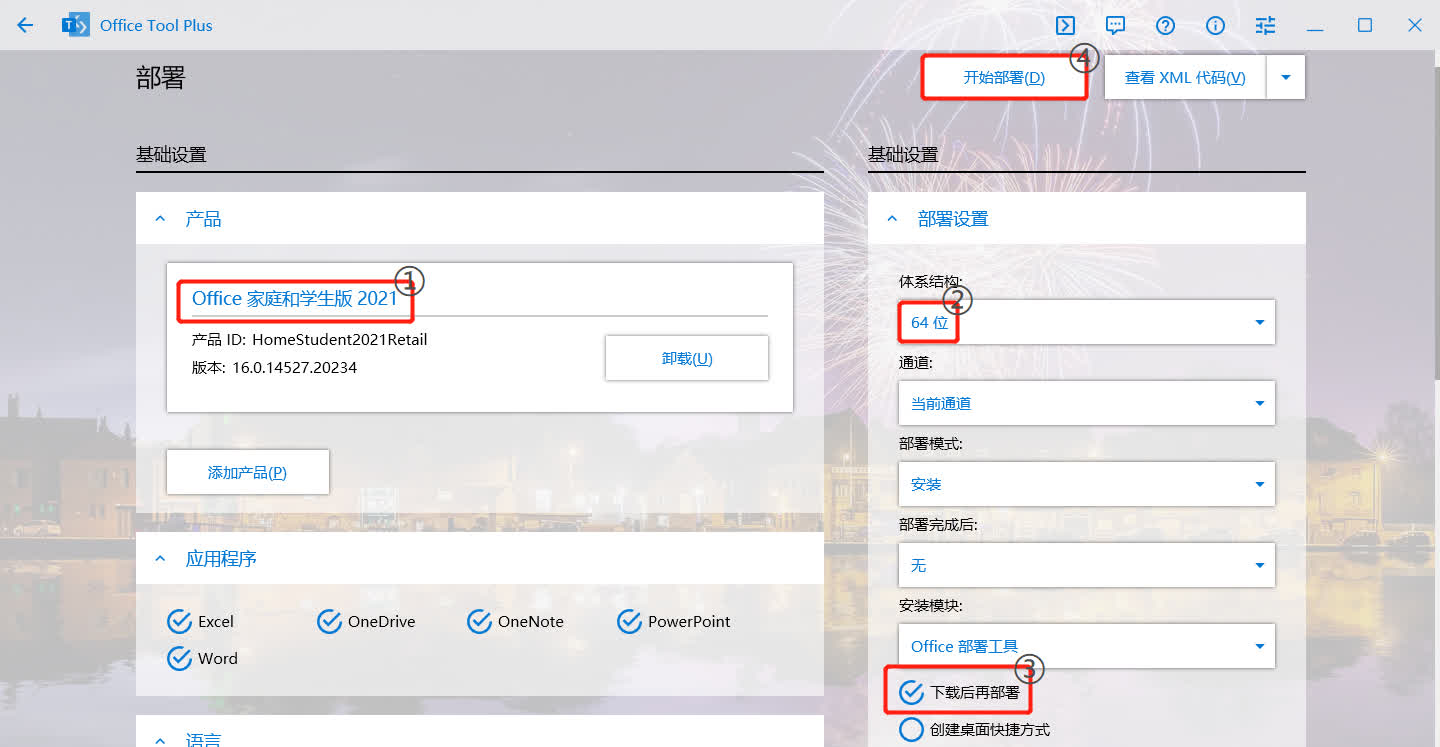 Office Tool Plus
部署
④
开始部署(D)
查看 XML 代码(V)
基础设置
产品
①
Office 家庭和学生版 2021
产品 ID: HomeStudent2021Retail
版本: 16.0.14527.20234
卸载(U)
添加产品(P)
应用程序
Excel
OneDrive
OneNote
PowerPoint
Word
语言
基础设置
部署设置
体系结构:
②
64 位
通道:
当前通道
部署模式:
安装
部署完成后:
无
安装模块:
Office 部署工具
③
下载后再部署
创建桌面快捷方式